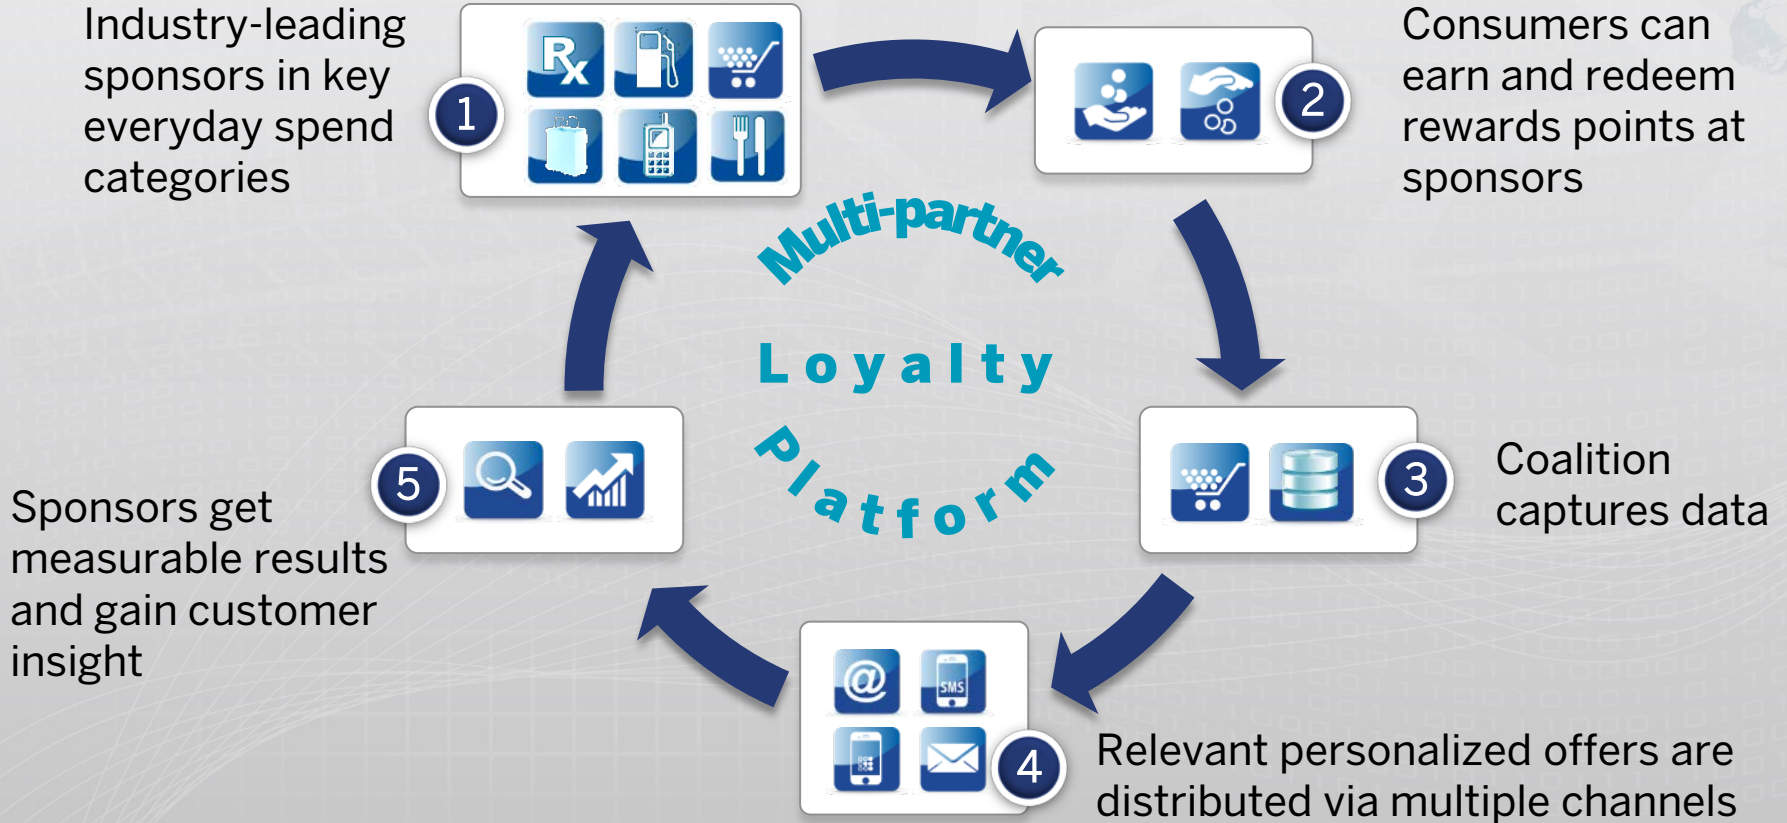 Industry-leading
sponsors in key
everyday spend
categories
1
Rx
2
Consumers can
earn and redeem
rewards points at
sponsors
Multi-partner
Loyalty
Platform
3
Coalition
captures data
4
@
SMS
Relevant personalized offers are
distributed via multiple channels
5
Sponsors get
measurable results
and gain customer
insight